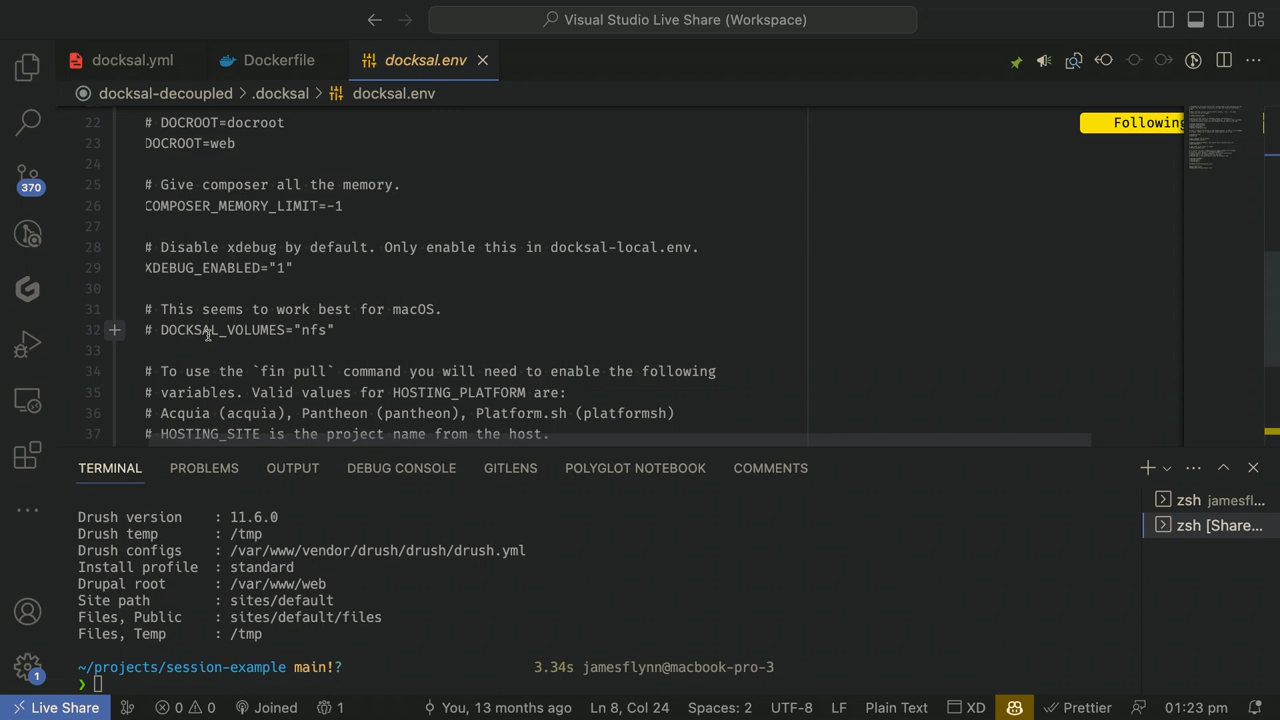 Visual Studio Live Share (Workspace)
docksal.yml
Dockerfile
docksal.env
docksal-decoupled > .docksal > docksal.env
22 # DOCROOT=docroot
Following
23 DOCROOT=web
24
25 # Give composer all the memory.
26 COMPOSER_MEMORY_LIMIT=-1
27
28 # Disable xdebug by default. Only enable this in docksal-local.env.
29 XDEBUG_ENABLED="1"
30
31 # This seems to work best for macOS.
32 # DOCKSAL_VOLUMES="nfs"
33
34 # To use the `fin pull` command you will need to enable the following
35 # variables. Valid values for HOSTING_PLATFORM are:
36 # Acquia (acquia), Pantheon (pantheon), Platform.sh (platformsh)
37 # HOSTING_SITE is the project name from the host.
370
TERMINAL PROBLEMS OUTPUT DEBUG CONSOLE GITLENS POLYGLOT NOTEBOOK COMMENTS
zsh jamesfl...
zsh [Share...
Drush version : 11.6.0
Drush temp : /tmp
Drush configs : /var/www/vendor/drush/drush/drush.yml
Install profile : standard
Drupal root : /var/www/web
Site path : sites/default
Files, Public : sites/default/files
Files, Temp : /tmp
~/projects/session-example main!? 3.34s jamesflynn@macbook-pro-3
❯
1
Live Share 0 0 Joined 1 You, 13 months ago Ln 8, Col 24 Spaces: 2 UTF-8 LF Plain Text XD Prettier 01:23 pm